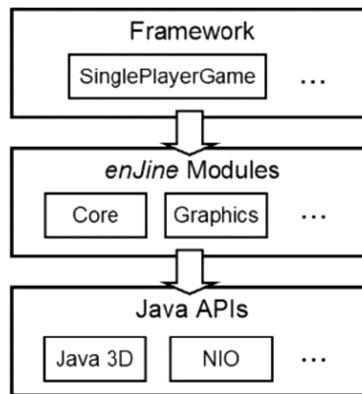 Framework
SinglePlayerGame ...
enJine Modules
Core Graphics ...
Java APIs
Java 3D NIO ...